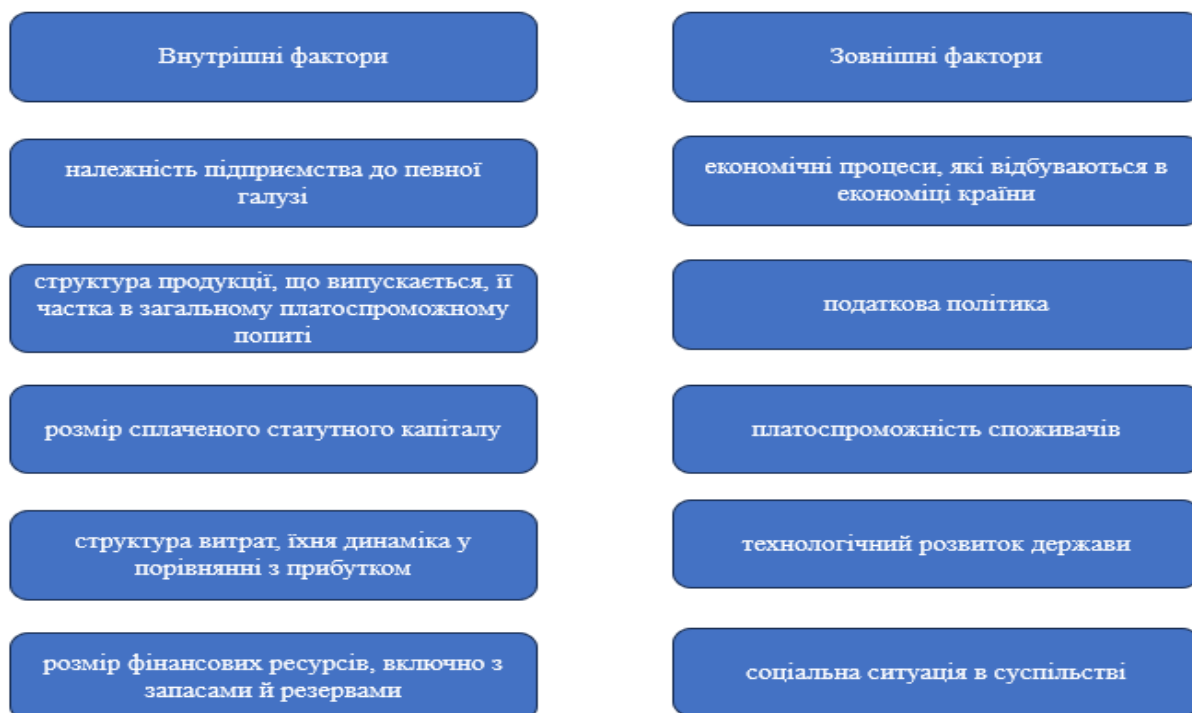 Внутрішні фактори
Зовнішні фактори
належність підприємства до певної
галузі
економічні процеси, які відбуваються в
економіці країни
структура продукції, що випускається, її
частка в загальному платоспроможному
попиті
податкова політика
розмір сплаченого статутного капіталу
платоспроможність споживачів
структура витрат, їхня динаміка у
порівнянні з прибутком
технологічний розвиток держави
розмір фінансових ресурсів, включно з
запасами й резервами
соціальна ситуація в суспільстві